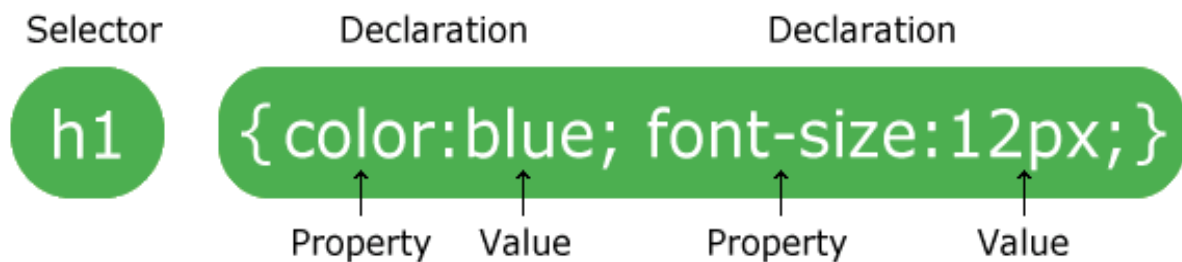 Selector Declaration Declaration
h1 {color:blue; font-size:12px;}
Property Value Property Value